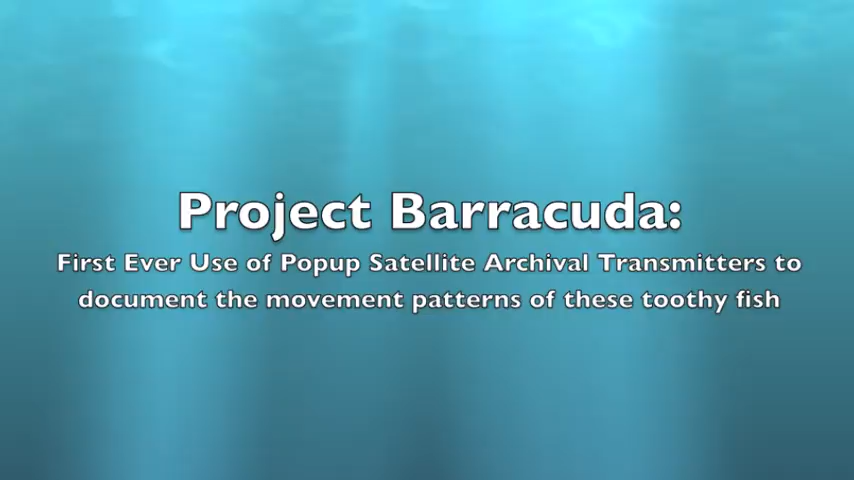 Project Barracuda:
First Ever Use of Popup Satellite Archival Transmitters to
document the movement patterns of these toothy fish